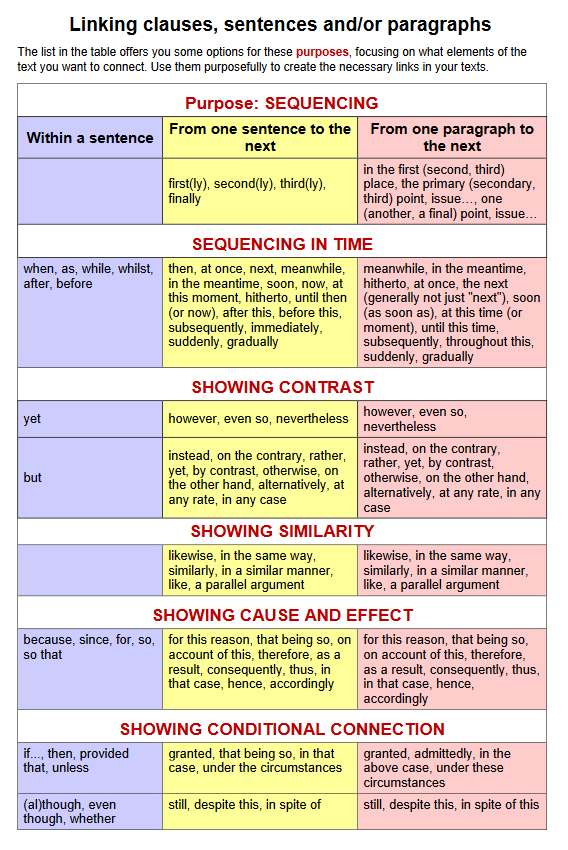 Linking clauses, sentences and/or paragraphs
The list in the table offers you some options for these purposes, focusing on what elements of the
text you want to connect. Use them purposefully to create the necessary links in your texts.
Purpose: SEQUENCING
Within a sentence
From one sentence to the
next
From one paragraph to
the next
first(ly), second(ly), third(ly),
finally
in the first (second, third)
place, the primary (secondary,
third) point, issue…, one
(another, a final) point, issue…
SEQUENCING IN TIME
when, as, while, whilst,
after, before
then, at once, next, meanwhile,
in the meantime, soon, now, at
this moment, hitherto, until then
(or now), after this, before this,
subsequently, immediately,
suddenly, gradually
meanwhile, in the meantime,
hitherto, at once, the next
(generally not just "next"), soon
(as soon as), at this time (or
moment), until this time,
subsequently, throughout this,
suddenly, gradually
SHOWING CONTRAST
yet
however, even so, nevertheless
however, even so,
nevertheless
but
instead, on the contrary, rather,
yet, by contrast, otherwise, on
the other hand, alternatively, at
any rate, in any case
instead, on the contrary,
rather, yet, by contrast,
otherwise, on the other hand,
alternatively, at any rate, in any
case
SHOWING SIMILARITY
likewise, in the same way,
similarly, in a similar manner,
like, a parallel argument
likewise, in the same way,
similarly, in a similar manner,
like, a parallel argument
SHOWING CAUSE AND EFFECT
because, since, for, so,
so that
for this reason, that being so, on
account of this, therefore, as a
result, consequently, thus, in
that case, hence, accordingly
for this reason, that being so,
on account of this, therefore,
as a result, consequently, thus,
in that case, hence,
accordingly
SHOWING CONDITIONAL CONNECTION
if..., then, provided
that, unless
granted, that being so, in that
case, under the circumstances
granted, admittedly, in the
above case, under these
circumstances
(al)though, even
though, whether
still, despite this, in spite of
still, despite this, in spite of this